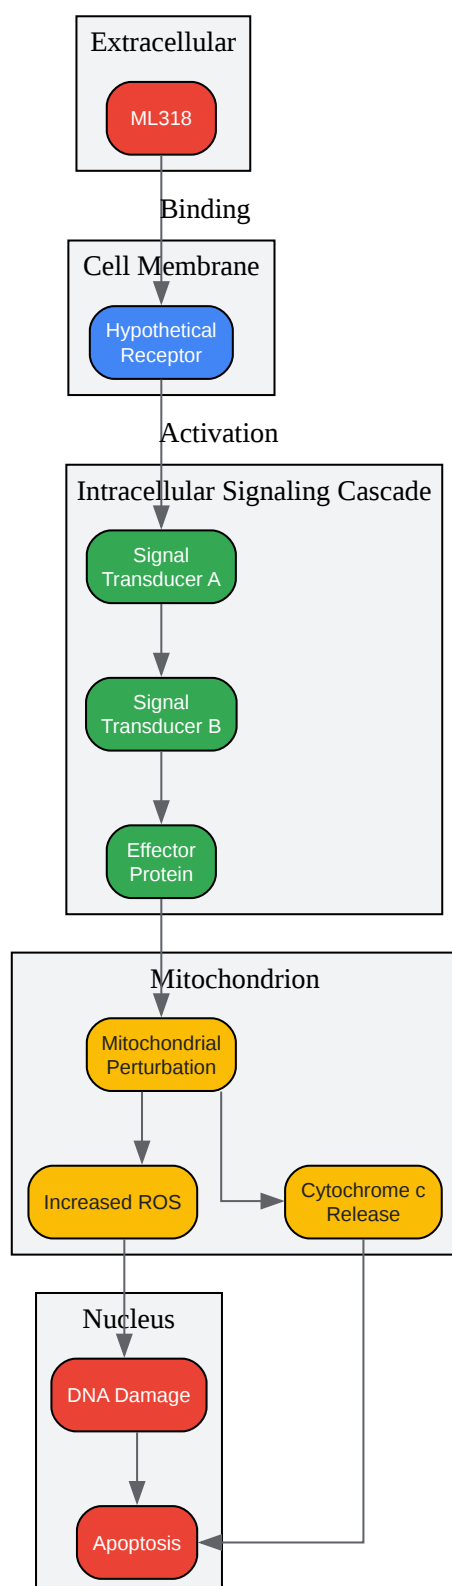 Extracellular
ML318
Binding
Cell Membrane
Hypothetical
Receptor
Activation
Intracellular Signaling Cascade
Signal
Transducer A
Signal
Transducer B
Effector
Protein
Mitochondrion
Mitochondrial
Perturbation
Increased ROS
Cytochrome c
Release
Nucleus
DNA Damage
Apoptosis